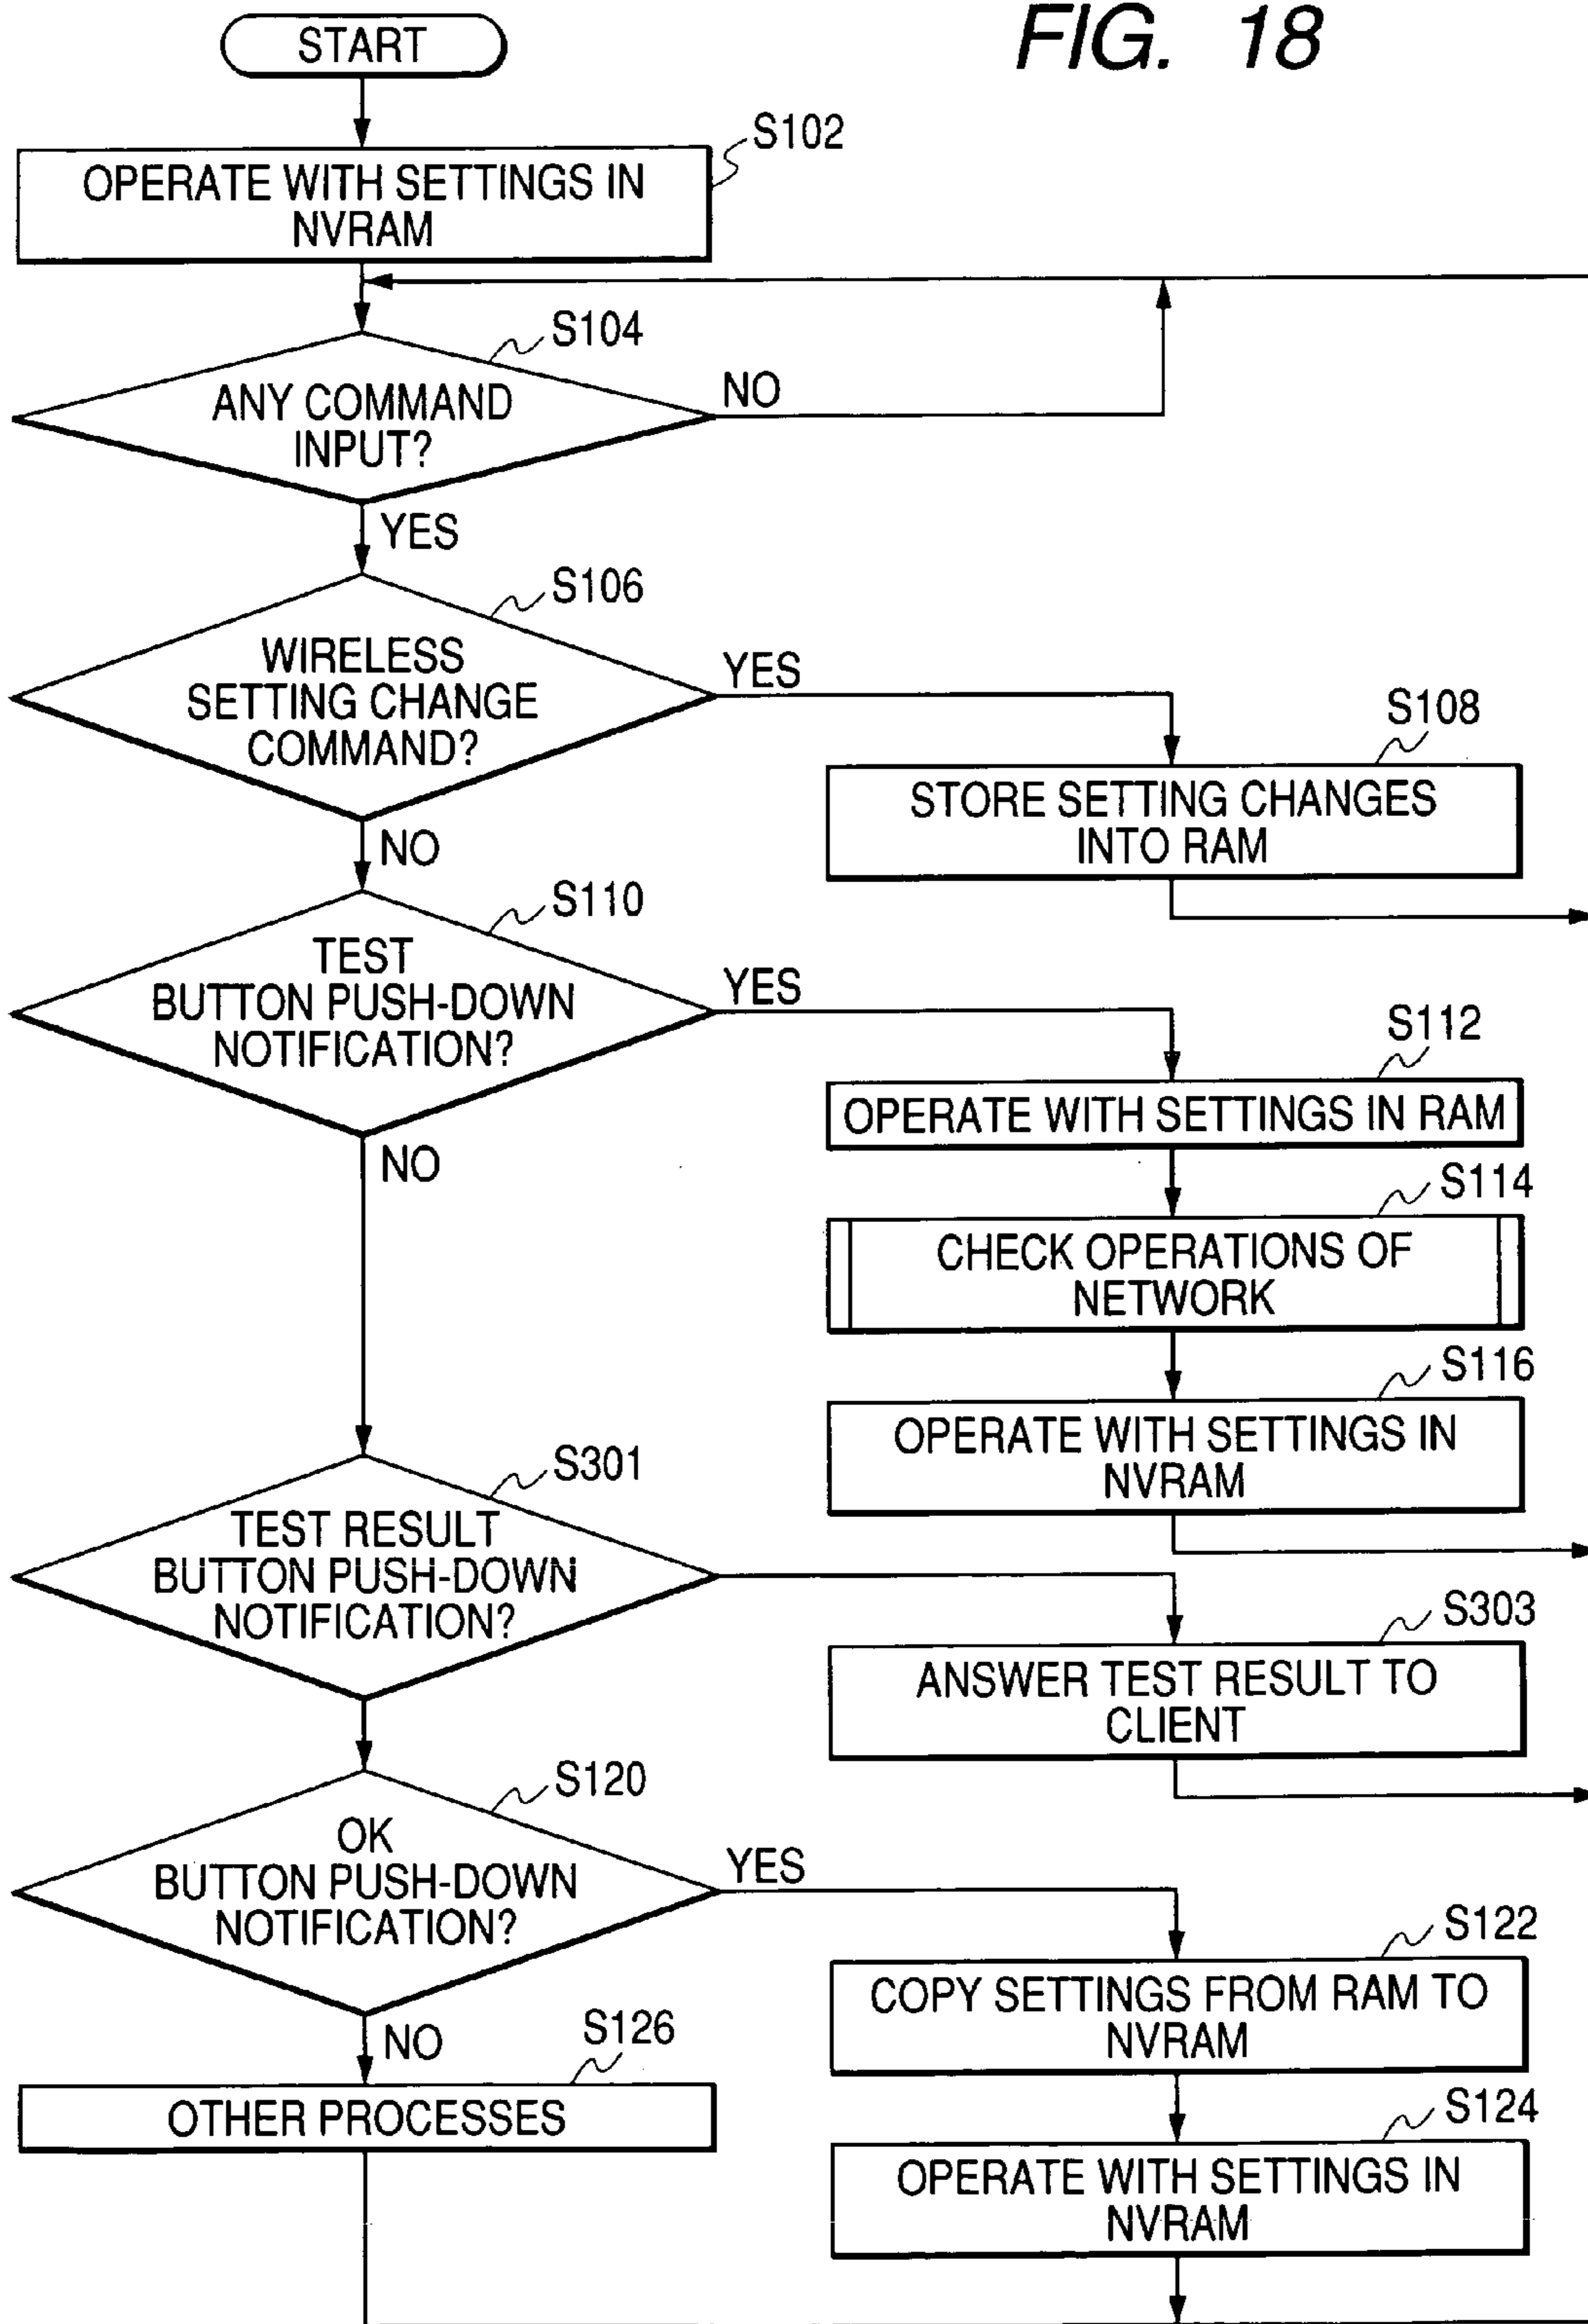 FIG. 18
START
S102
OPERATE WITH SETTINGS IN
NVRAM
S104
ANY COMMAND
INPUT?
NO
YES
S106
WIRELESS
SETTING CHANGE
COMMAND?
YES
S108
STORE SETTING CHANGES
INTO RAM
NO
S110
TEST
BUTTON PUSH-DOWN
NOTIFICATION?
YES
S112
OPERATE WITH SETTINGS IN RAM
NO
S114
CHECK OPERATIONS OF
NETWORK
S116
OPERATE WITH SETTINGS IN
NVRAM
S301
TEST RESULT
BUTTON PUSH-DOWN
NOTIFICATION?
S303
ANSWER TEST RESULT TO
CLIENT
S120
OK
BUTTON PUSH-DOWN
NOTIFICATION?
YES
S122
COPY SETTINGS FROM RAM TO
NVRAM
NO
S126
OTHER PROCESSES
S124
OPERATE WITH SETTINGS IN
NVRAM